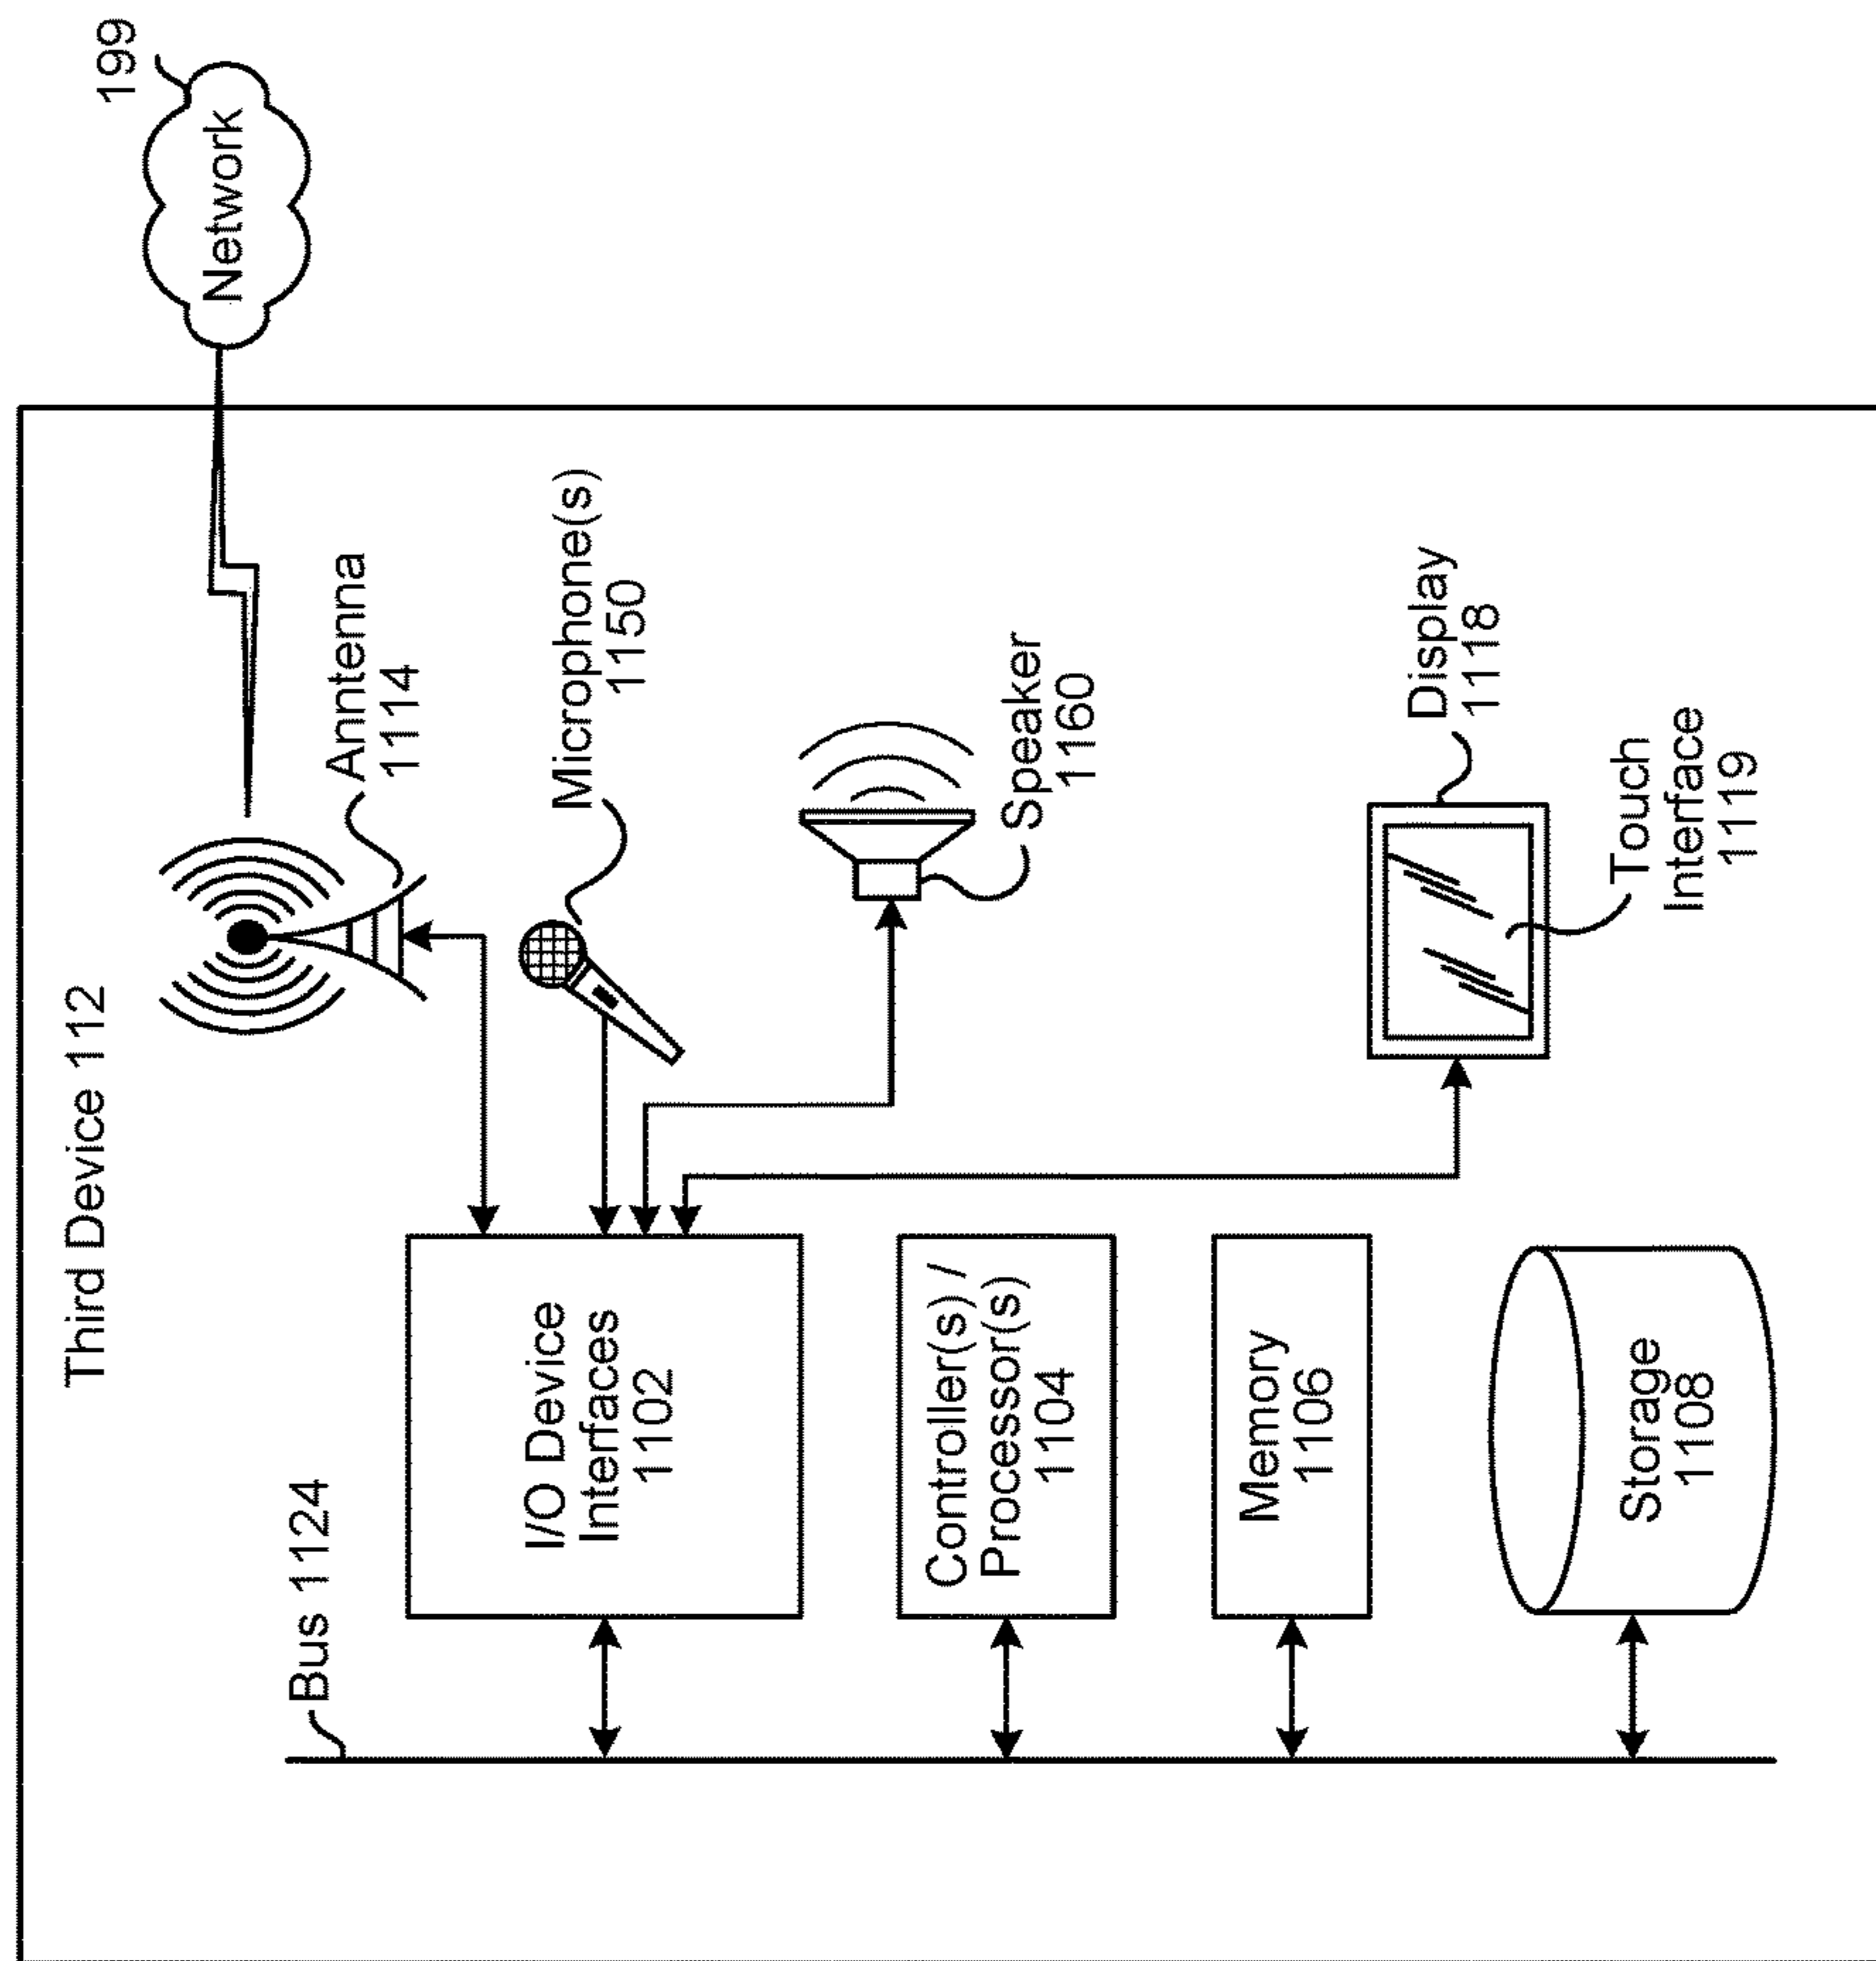 Third Device 112
199
Network
Bus 1124
Antenna
1114
I/O Device
Interfaces
1102
Microphone(s)
1150
Controller(s) /
Processor(s)
1104
Speaker
1160
Memory
1106
Display
1118
Storage
1108
Touch
Interface
1119